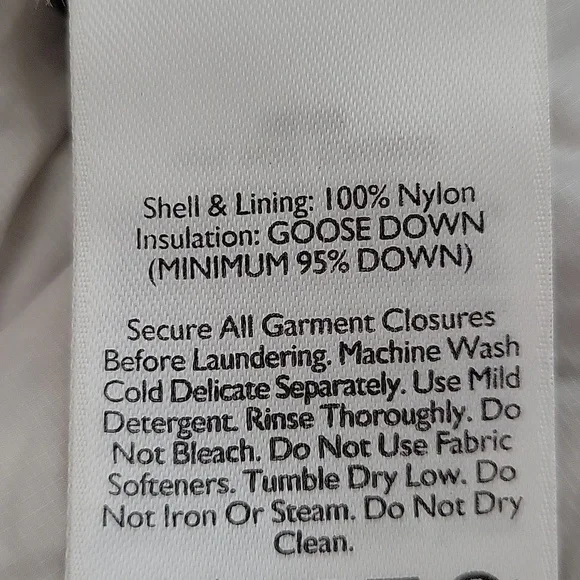 Shell & Lining: 100% Nylon
Insulation: GOOSE DOWN
(MINIMUM 95% DOWN)
Secure All Garment Closures
Before Laundering. Machine Wash
Cold Delicate Separately. Use Mild
Detergent. Rinse Thoroughly. Do
Not Bleach. Do Not Use Fabric
Softeners. Tumble Dry Low. Do
Not Iron Or Steam. Do Not Dry
Clean.